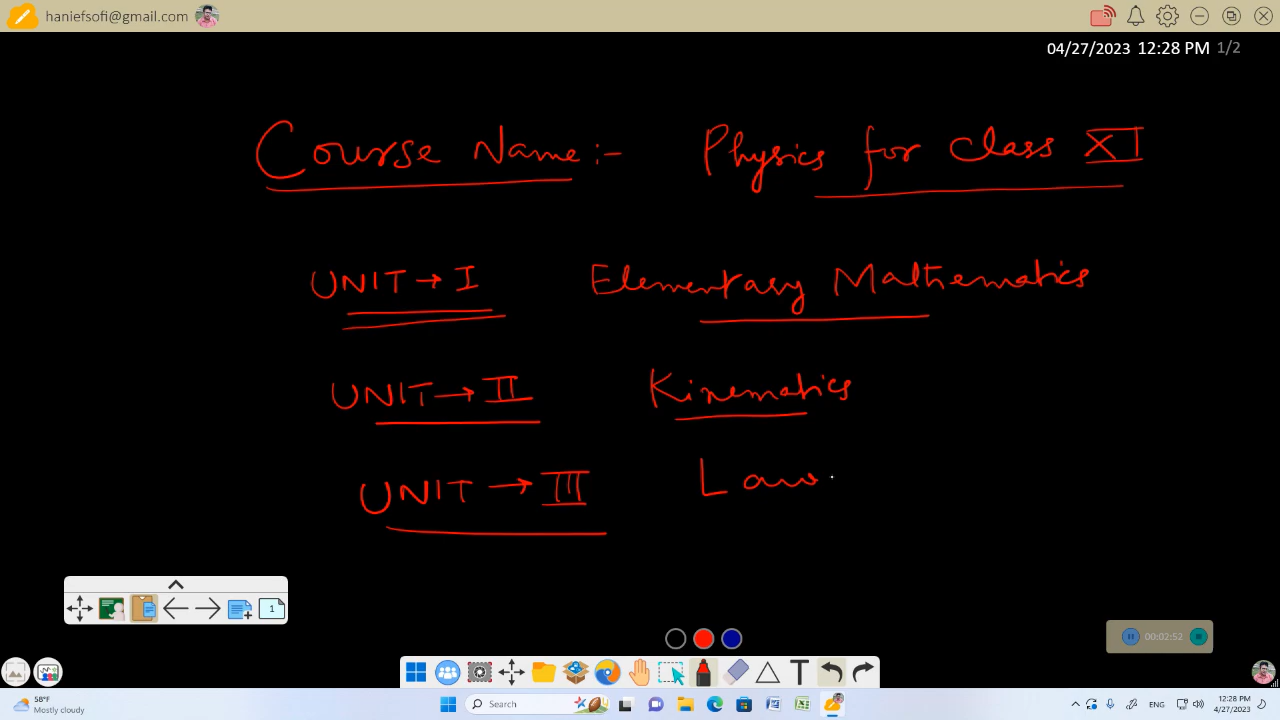 haniefsofi@gmail.com
04/27/2023 12:28 PM 1/2
Course Name :- Physics for Class XI
UNIT → I Elementary Mathematics
UNIT → II Kinematics
UNIT → III Law
1
00:02:52
58°F
Mostly cloudy
Search
ENG
12:28 PM
4/27/2023